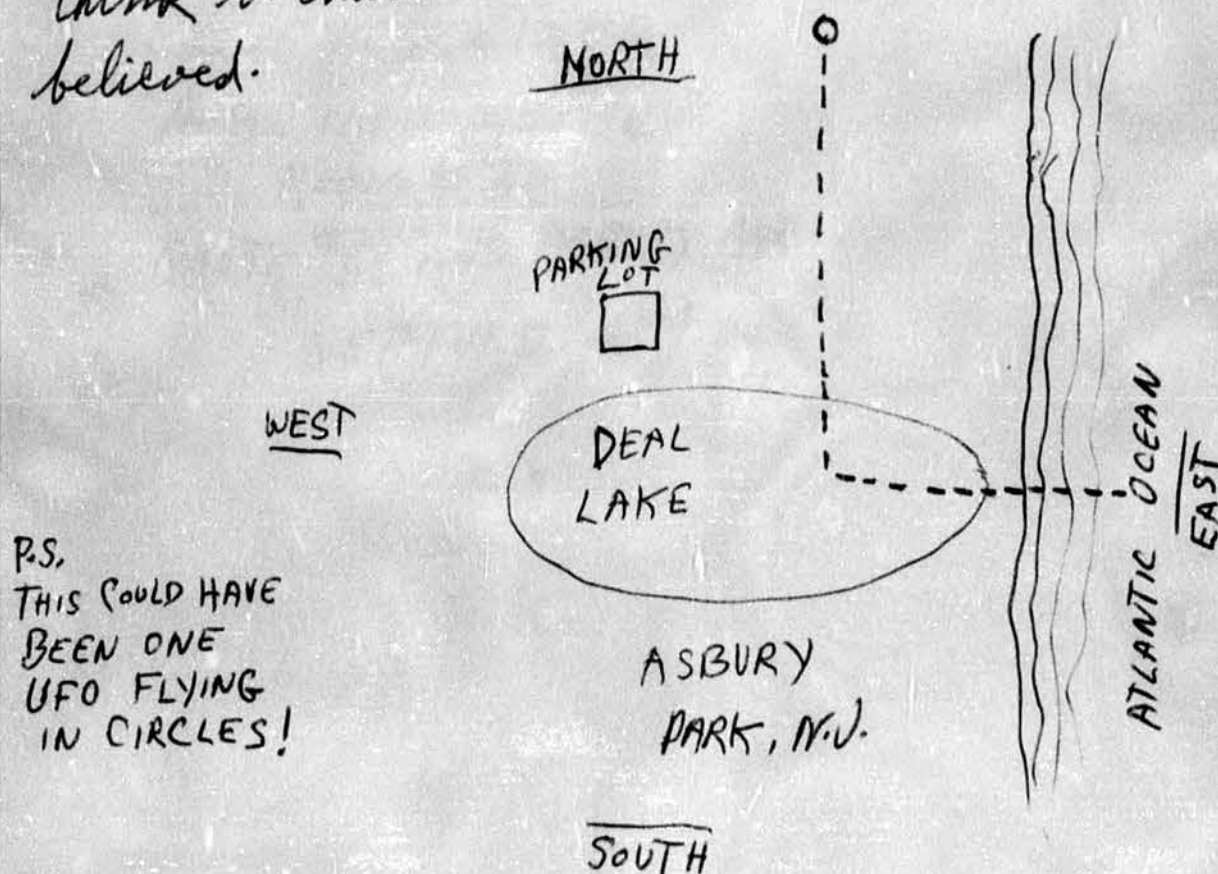 think
believed.
NORTH
PARKING
LOT
WEST
DEAL
LAKE
ATLANTIC OCEAN
EAST
P.S.
THIS COULD HAVE
BEEN ONE
UFO FLYING
IN CIRCLES!
ASBURY
PARK, N.J.
SOUTH